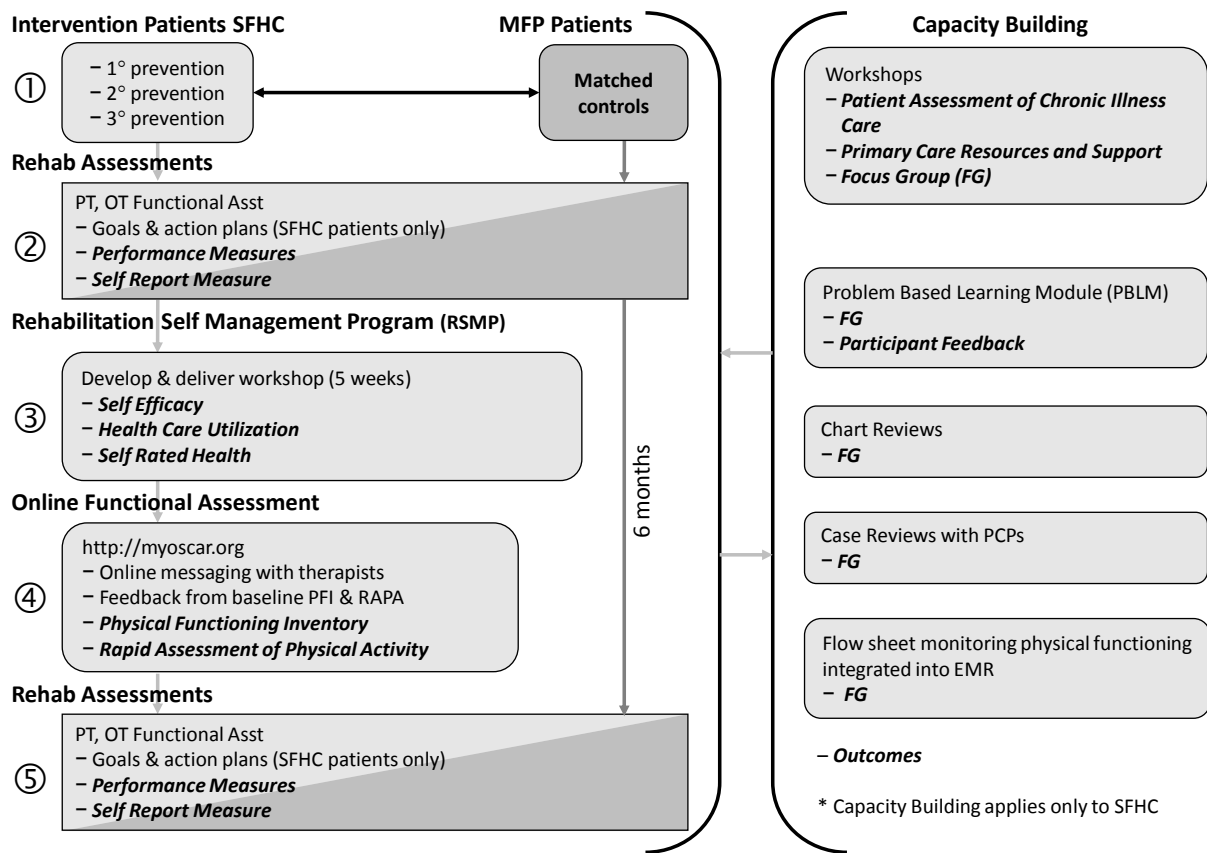 Intervention Patients SFHC
MFP Patients
①
– 1° prevention
– 2° prevention
– 3° prevention
Matched
controls
Rehab Assessments
②
PT, OT Functional Asst
– Goals & action plans (SFHC patients only)
– Performance Measures
– Self Report Measure
Rehabilitation Self Management Program (RSMP)
③
Develop & deliver workshop (5 weeks)
– Self Efficacy
– Health Care Utilization
– Self Rated Health
6 months
Online Functional Assessment
④
http://myoscar.org
– Online messaging with therapists
– Feedback from baseline PFI & RAPA
– Physical Functioning Inventory
– Rapid Assessment of Physical Activity
Rehab Assessments
⑤
PT, OT Functional Asst
– Goals & action plans (SFHC patients only)
– Performance Measures
– Self Report Measure
Capacity Building
Workshops
– Patient Assessment of Chronic Illness
Care
– Primary Care Resources and Support
– Focus Group (FG)
Problem Based Learning Module (PBLM)
– FG
– Participant Feedback
Chart Reviews
– FG
Case Reviews with PCPs
– FG
Flow sheet monitoring physical functioning
integrated into EMR
– FG
– Outcomes
* Capacity Building applies only to SFHC